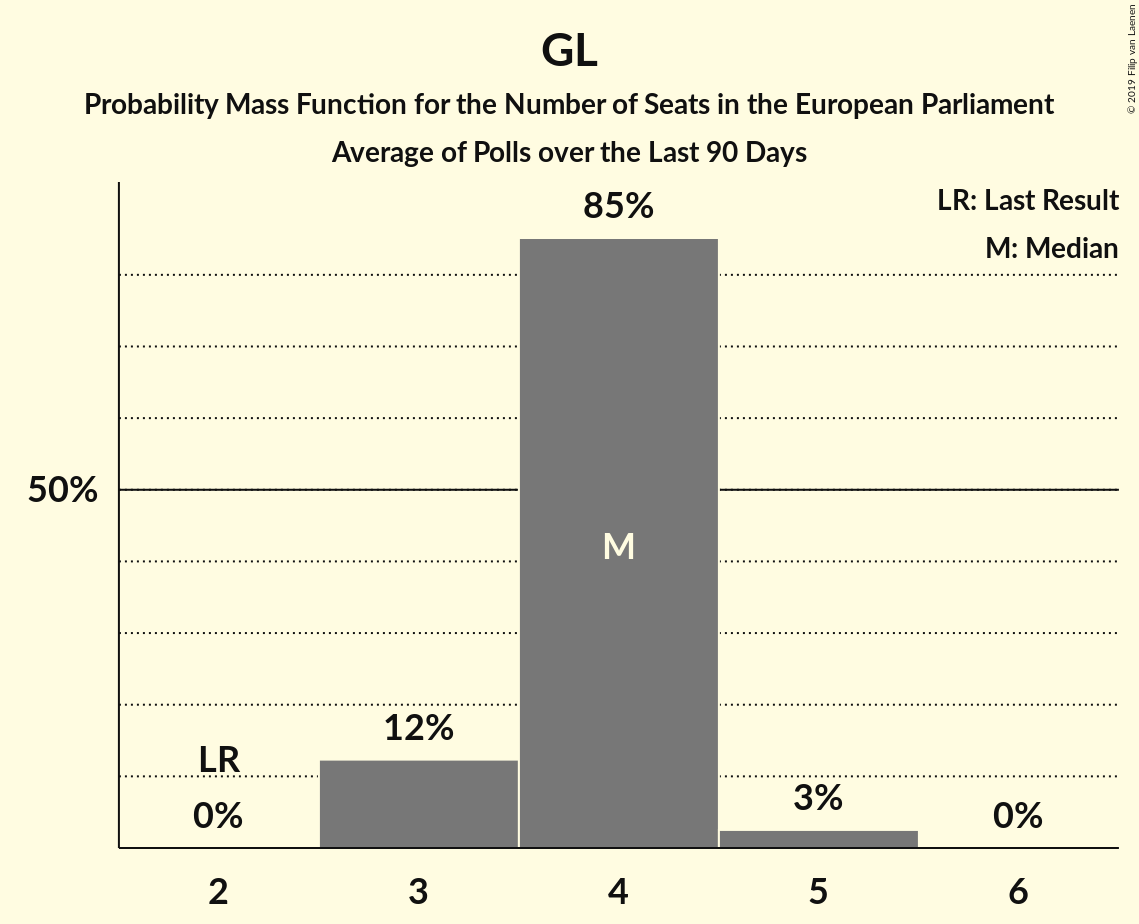 GL
Probability Mass Function for the Number of Seats in the European Parliament
Average of Polls over the Last 90 Days
© 2019 Filip van Laenen
LR: Last Result
M: Median
85%
50%
M
12%
LR
0%
3%
0%
2 3 4 5 6